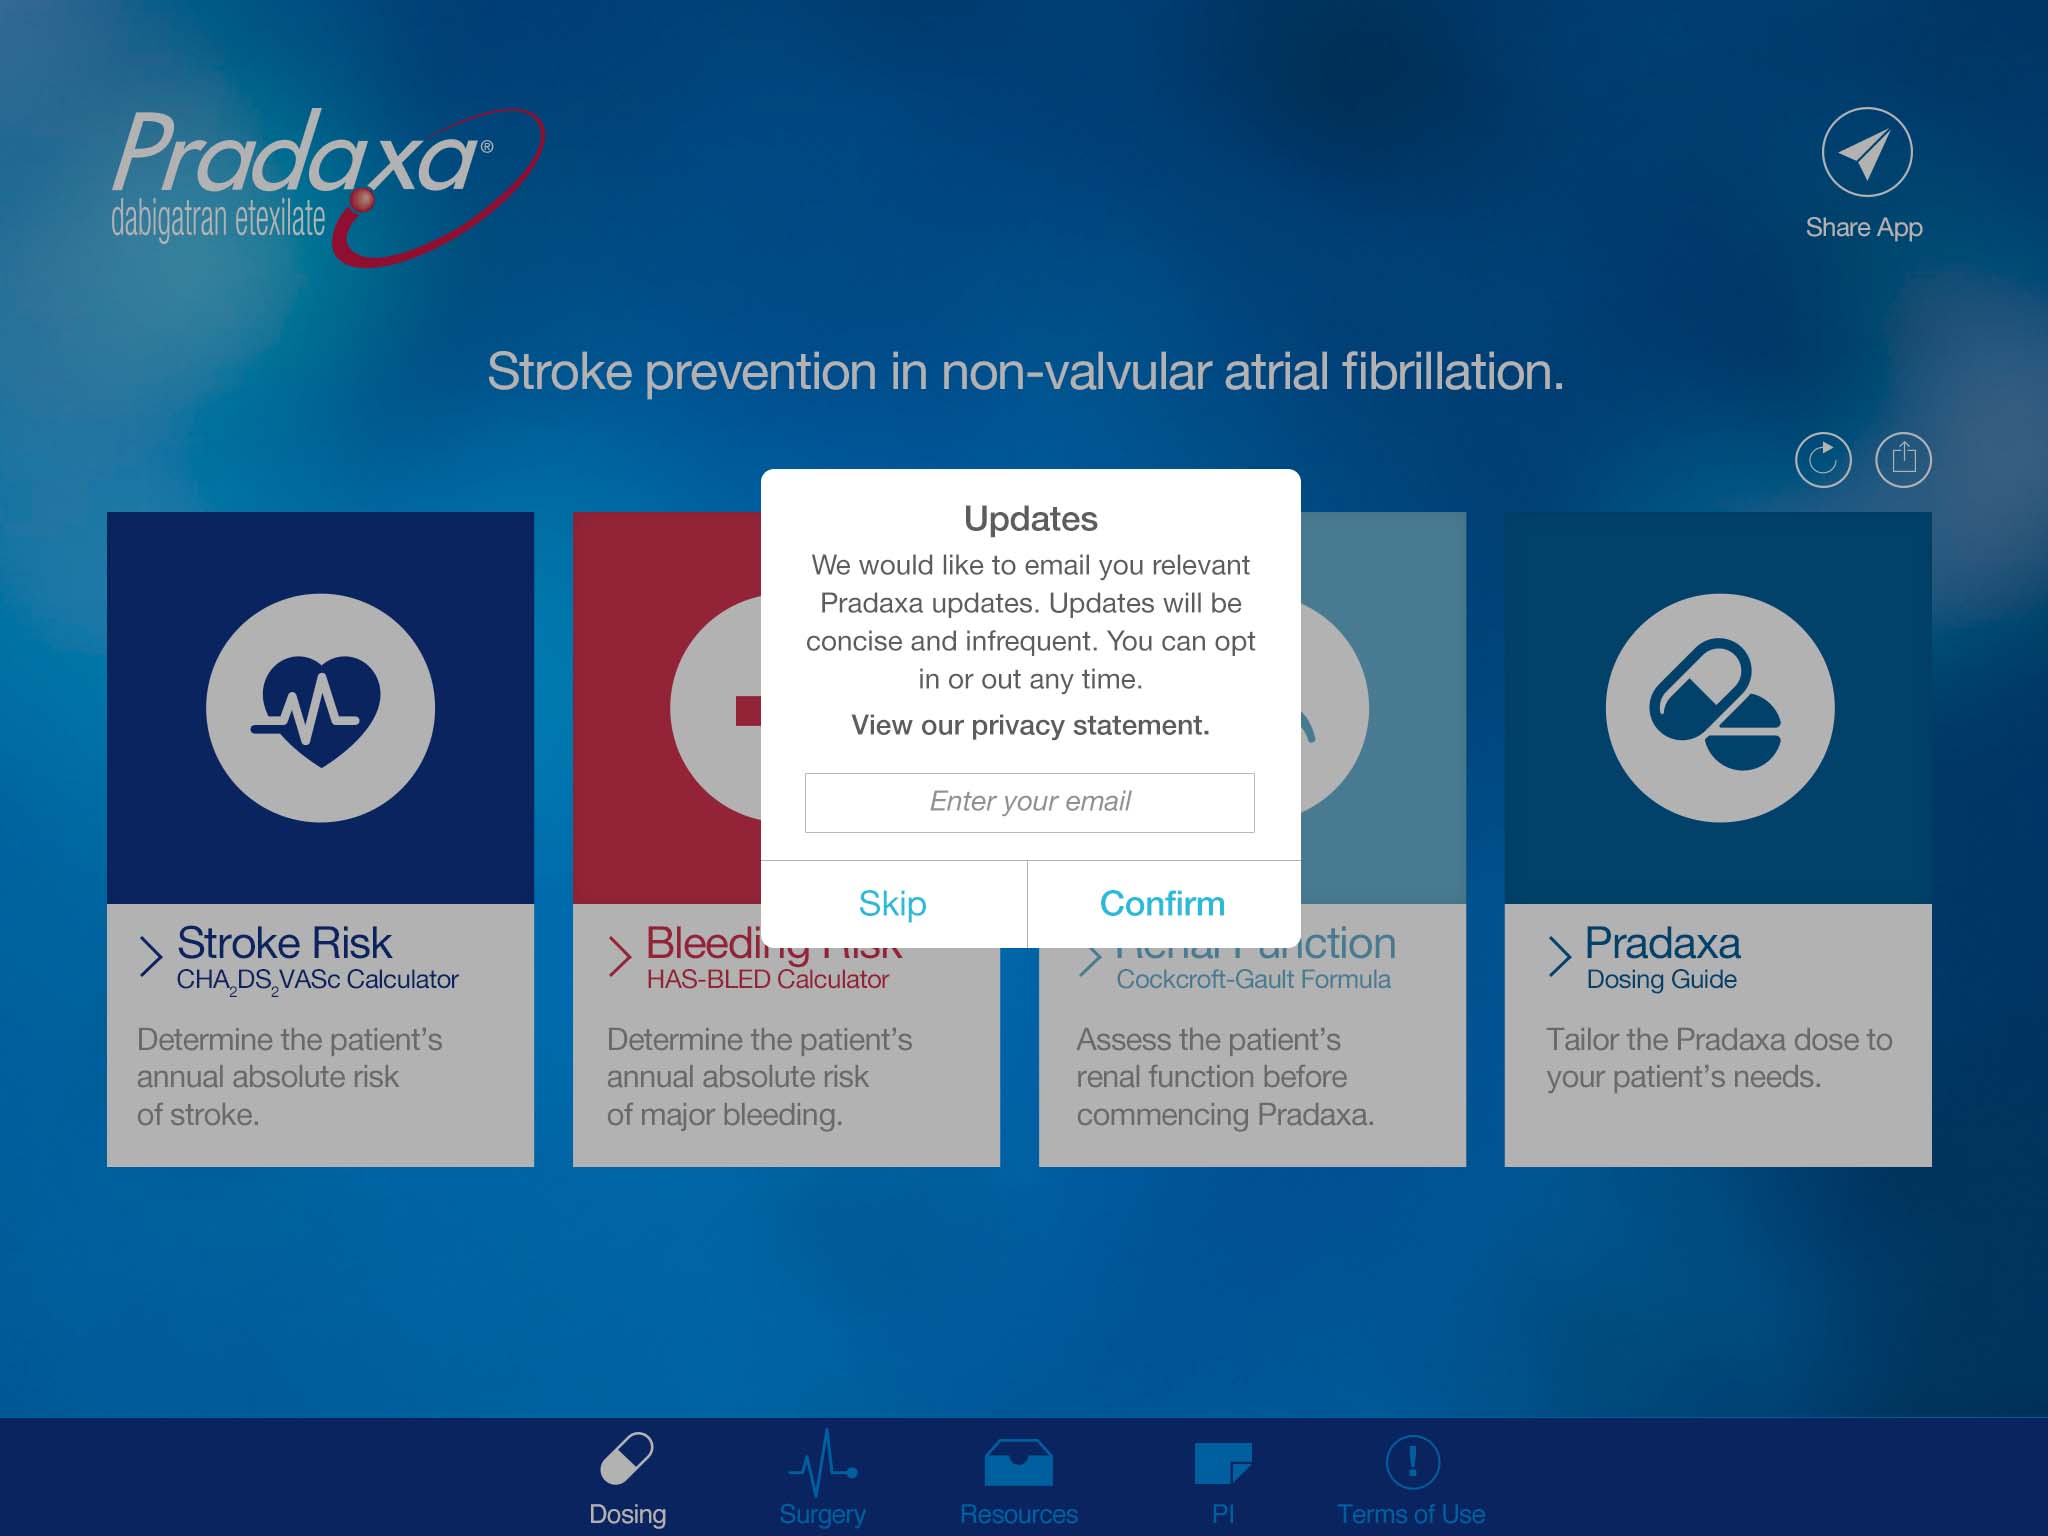 Pradaxa®
dabigatran etexilate
Share App
Stroke prevention in non-valvular atrial fibrillation.
Updates
We would like to email you relevant
Pradaxa updates. Updates will be
concise and infrequent. You can opt
in or out any time.
View our privacy statement.
Enter your email
Skip
Confirm
Stroke Risk
CHA₂DS₂VASc Calculator
Determine the patient’s
annual absolute risk
of stroke.
Bleeding Risk
HAS-BLED Calculator
Determine the patient’s
annual absolute risk
of major bleeding.
Renal Function
Cockcroft-Gault Formula
Assess the patient’s
renal function before
commencing Pradaxa.
Pradaxa
Dosing Guide
Tailor the Pradaxa dose to
your patient’s needs.
Dosing
Surgery
Resources
PI
Terms of Use